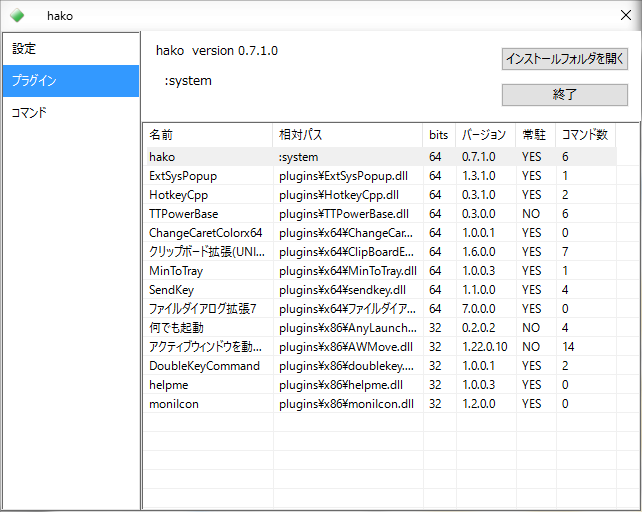 hako
設定
プラグイン
コマンド
hako version 0.7.1.0
:system
インストールフォルダを開く
終了
名前 相対パス bits バージョン 常駐 コマンド数
hako :system 64 0.7.1.0 YES 6
ExtSysPopup plugins¥ExtSysPopup.dll 64 1.3.1.0 YES 1
HotkeyCpp plugins¥HotkeyCpp.dll 64 0.3.1.0 YES 2
TTPowerBase plugins¥TTPowerBase.dll 64 0.3.0.0 NO 6
ChangeCaretColorx64 plugins¥x64¥ChangeCar... 64 1.0.0.1 YES 0
クリップボード拡張(UNI... plugins¥x64¥ClipBoardE... 64 1.6.0.0 YES 7
MinToTray plugins¥x64¥MinToTray.dll 64 1.0.0.3 YES 1
SendKey plugins¥x64¥sendkey.dll 64 1.1.0.0 YES 4
ファイルダイアログ拡張7 plugins¥x64¥ファイルダイア... 64 7.0.0.0 YES 0
何でも起動 plugins¥x86¥AnyLaunch... 32 0.2.0.2 NO 4
アクティブウィンドウを動... plugins¥x86¥AWMove.dll 32 1.22.0.10 NO 14
DoubleKeyCommand plugins¥x86¥doublekey.... 32 1.0.0.1 YES 2
helpme plugins¥x86¥helpme.dll 32 1.0.0.3 YES 0
moniIcon plugins¥x86¥moniIcon.dll 32 1.2.0.0 YES 0